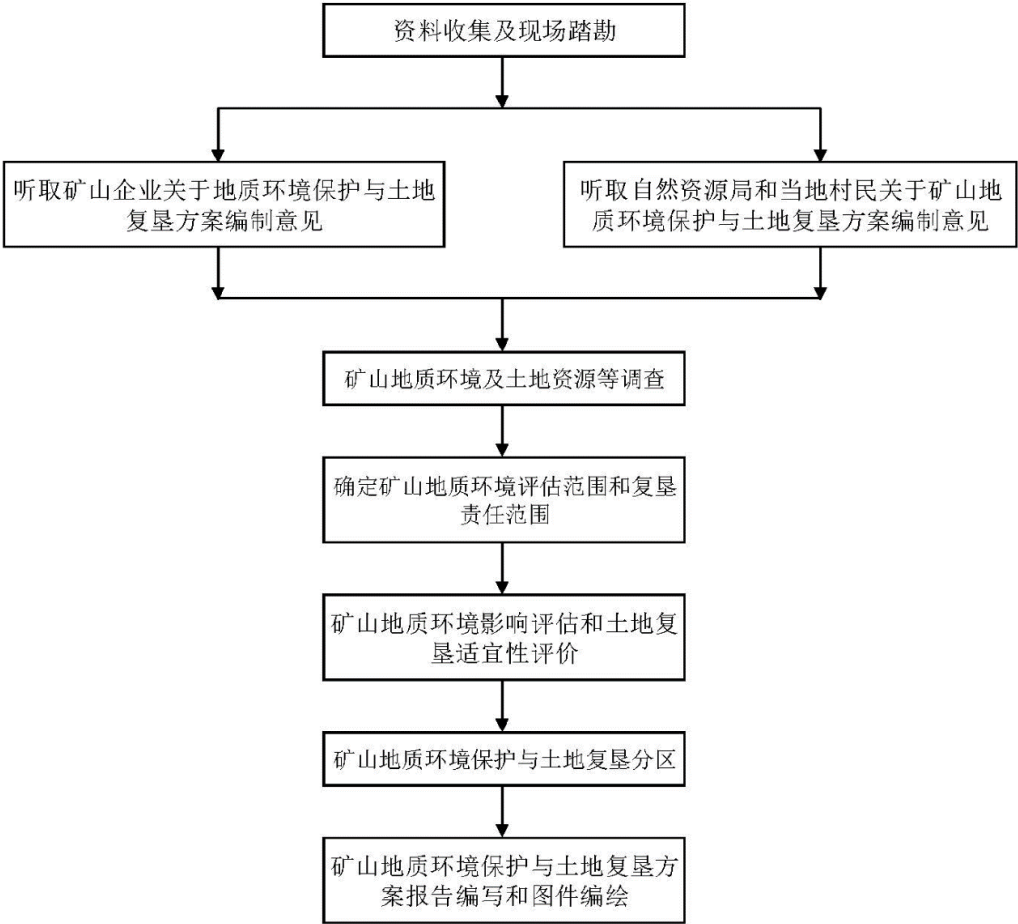 资料收集及现场踏勘
听取矿山企业关于地质环境保护与土地
复垦方案编制意见
听取自然资源局和当地村民关于矿山地
质环境保护与土地复垦方案编制意见
矿山地质环境及土地资源等调查
确定矿山地质环境评估范围和复垦
责任范围
矿山地质环境影响评估和土地复
垦适宜性评价
矿山地质环境保护与土地复垦分区
矿山地质环境保护与土地复垦方
案报告编写和图件编绘